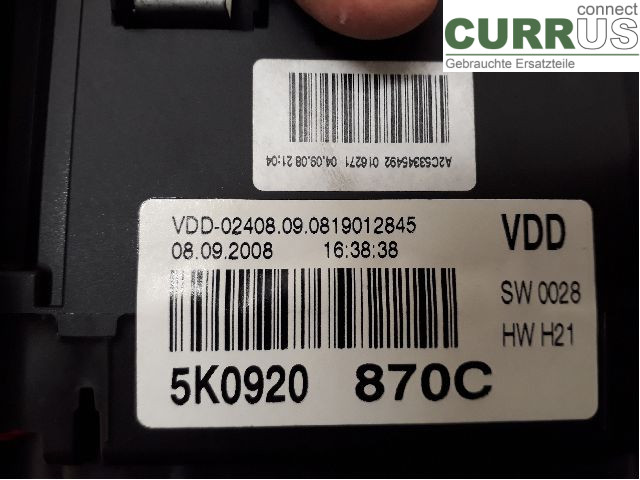 connect
CURRUS
Gebrauchte Ersatzteile
A2C53345492 016271 04.09.08 21:04
VDD-02408.09.0819012845
08.09.2008 16:38:38
VDD
SW 0028
HW H21
5K0920 870C